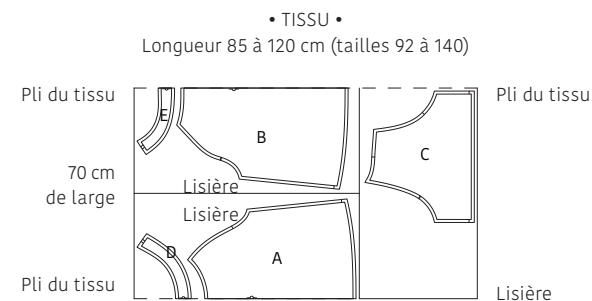 • TISSU •
Longueur 85 à 120 cm (tailles 92 à 140)
Pli du tissu
Pli du tissu
E
B
C
70 cm
de large
Lisière
Lisière
D
A
Pli du tissu
Lisière